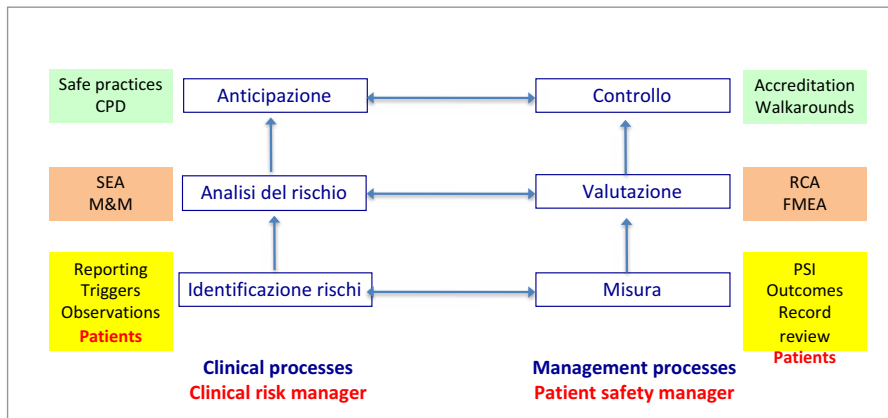 Safe practices
CPD
Anticipazione
Controllo
Accreditation
Walkarounds
SEA
M&M
Analisi del rischio
Valutazione
RCA
FMEA
Reporting
Triggers
Observations
Patients
Identificazione rischi
Misura
PSI
Outcomes
Record
review
Patients
Clinical processes
Clinical risk manager
Management processes
Patient safety manager